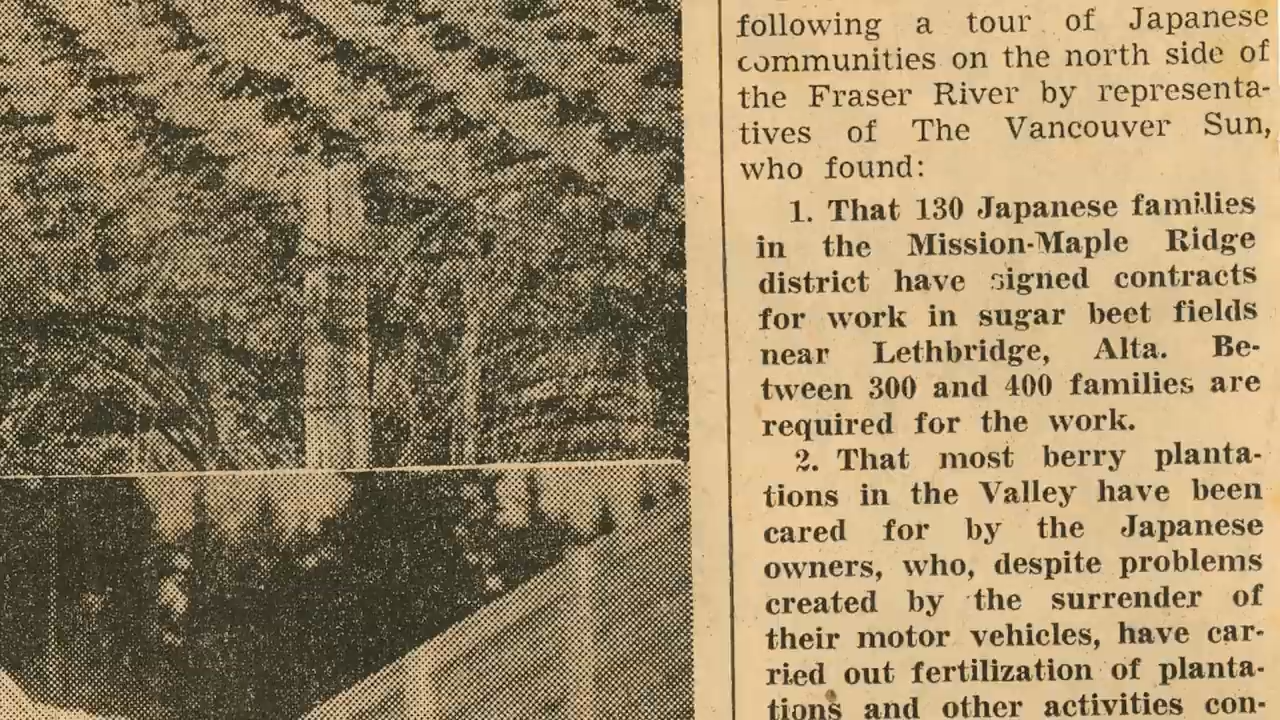 following a tour of Japanese
communities on the north side of
the Fraser River by representa-
tives of The Vancouver Sun,
who found:
1. That 130 Japanese families
in the Mission-Maple Ridge
district have signed contracts
for work in sugar beet fields
near Lethbridge, Alta. Be-
tween 300 and 400 families are
required for the work.
2. That most berry planta-
tions in the Valley have been
cared for by the Japanese
owners, who, despite problems
created by the surrender of
their motor vehicles, have car-
ried out fertilization of planta-
tions and other activities con-